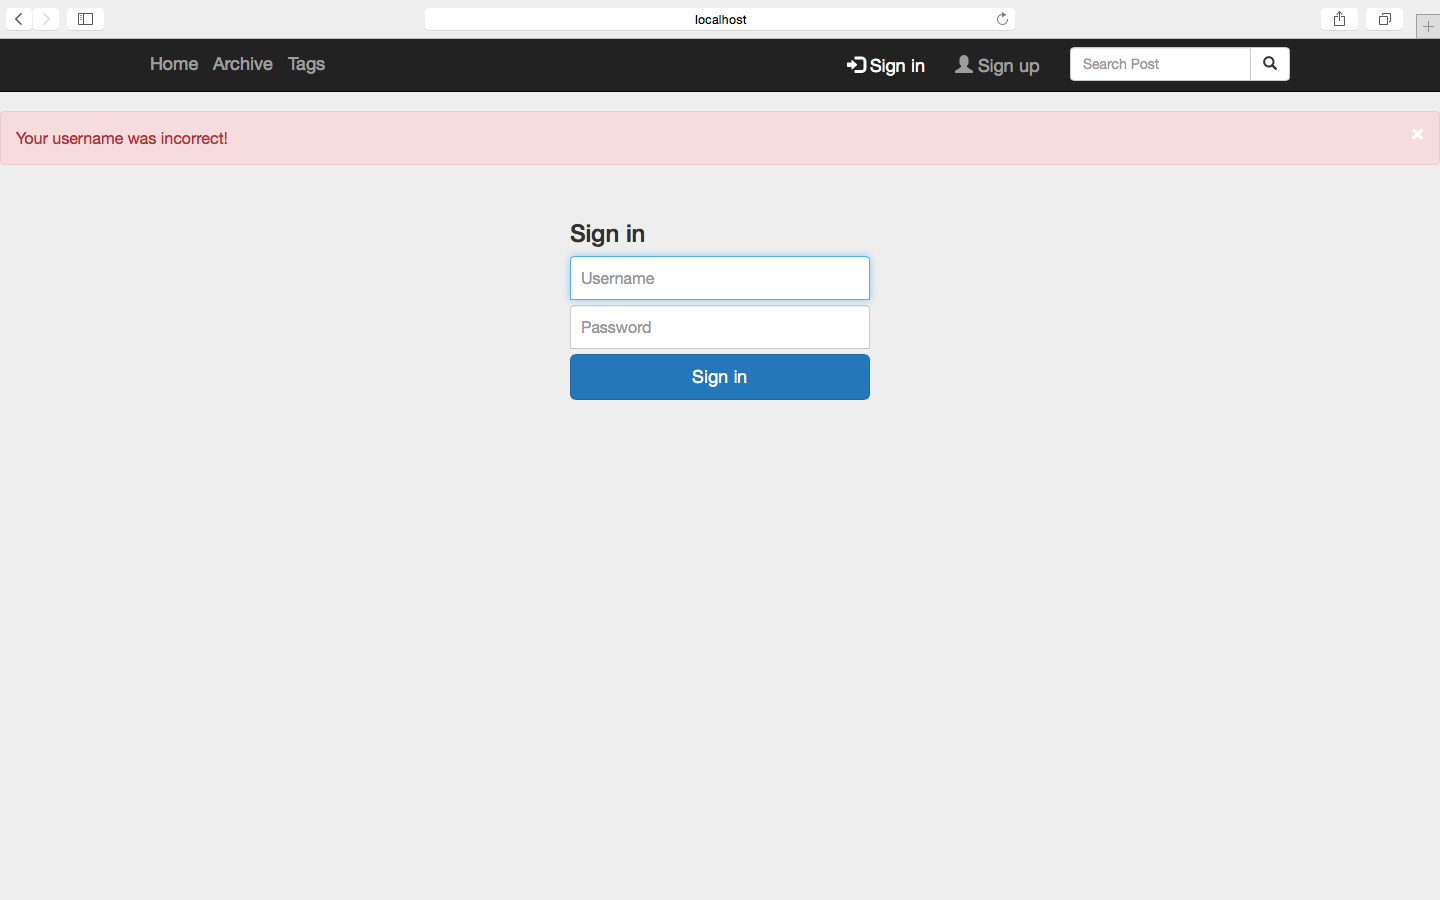 localhost
Home Archive Tags Sign in Sign up Search Post
Your username was incorrect!
Sign in
Username
Password
Sign in